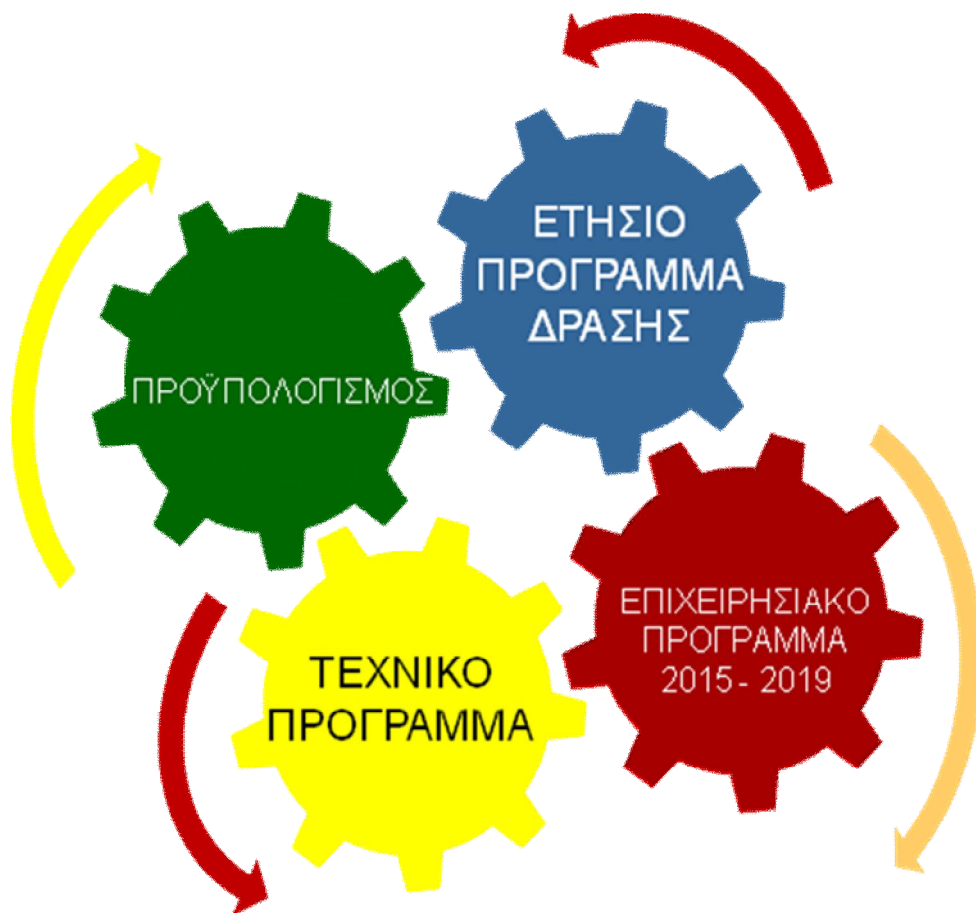 ΕΤΗΣΙΟ
ΠΡΟΓΡΑΜΜΑ
ΔΡΑΣΗΣ
ΠΡΟΫΠΟΛΟΓΙΣΜΟΣ
ΕΠΙΧΕΙΡΗΣΙΑΚΟ
ΠΡΟΓΡΑΜΜΑ
2015 - 2019
ΤΕΧΝΙΚΟ
ΠΡΟΓΡΑΜΜΑ